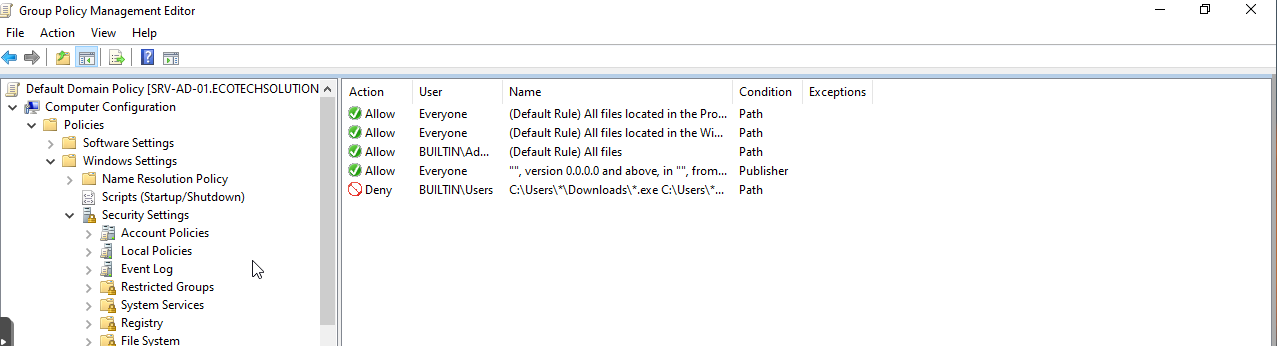 Group Policy Management Editor
File Action View Help
Default Domain Policy [SRV-AD-01.ECOTECHSOLUTION
Computer Configuration
Policies
Software Settings
Windows Settings
Name Resolution Policy
Scripts (Startup/Shutdown)
Security Settings
Account Policies
Local Policies
Event Log
Restricted Groups
System Services
Registry
File System
Action User Name Condition Exceptions
Allow Everyone (Default Rule) All files located in the Pro... Path
Allow Everyone (Default Rule) All files located in the Wi... Path
Allow BUILTIN\Ad... (Default Rule) All files Path
Allow Everyone "", version 0.0.0.0 and above, in "", from... Publisher
Deny BUILTIN\Users C:\Users\*\Downloads\*.exe C:\Users\*... Path